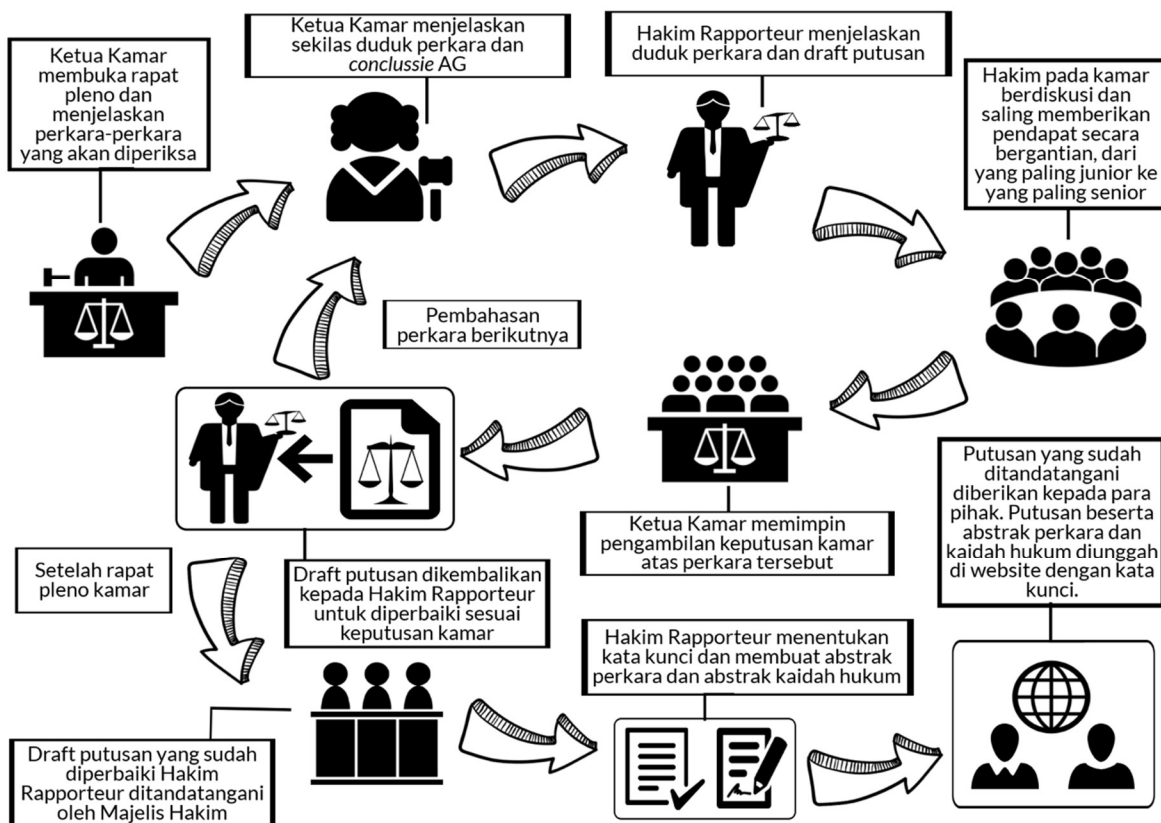 Ketua Kamar
membuka rapat
pleno dan
menjelaskan
perkara-perkara
yang akan diperiksa
Ketua Kamar menjelaskan
sekilas duduk perkara dan
conclussie AG
Hakim Rapporteur menjelaskan
duduk perkara dan draft putusan
Hakim pada kamar
berdiskusi dan
saling memberikan
pendapat secara
bergantian, dari
yang paling junior ke
yang paling senior
Pembahasan
perkara berikutnya
Ketua Kamar memimpin
pengambilan keputusan kamar
atas perkara tersebut
Draft putusan dikembalikan
kepada Hakim Rapporteur
untuk diperbaiki sesuai
keputusan kamar
Setelah rapat
pleno kamar
Draft putusan yang sudah
diperbaiki Hakim
Rapporteur ditandatangani
oleh Majelis Hakim
Hakim Rapporteur menentukan
kata kunci dan membuat abstrak
perkara dan abstrak kaidah hukum
Putusan yang sudah
ditandatangani
diberikan kepada para
pihak. Putusan beserta
abstrak perkara dan
kaidah hukum diunggah
di website dengan kata
kunci.